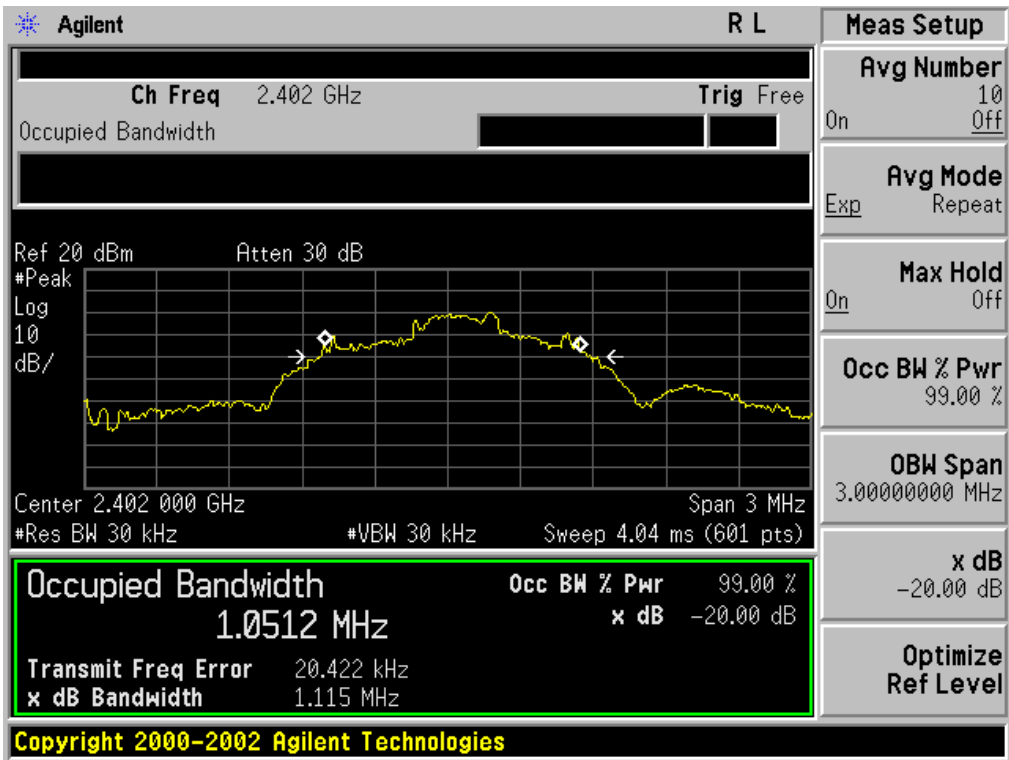 Agilent R L
Ch Freq 2.402 GHz Trig Free
Occupied Bandwidth
Ref 20 dBm Atten 30 dB
#Peak
Log
10
dB/
Center 2.402 000 GHz Span 3 MHz
#Res BW 30 kHz #VBW 30 kHz Sweep 4.04 ms (601 pts)
Occupied Bandwidth Occ BW % Pwr 99.00 %
1.0512 MHz x dB -20.00 dB
Transmit Freq Error 20.422 kHz
x dB Bandwidth 1.115 MHz
Copyright 2000-2002 Agilent Technologies
Meas Setup
Avg Number
10
On Off
Avg Mode
Exp Repeat
Max Hold
On Off
Occ BW % Pwr
99.00 %
OBW Span
3.00000000 MHz
x dB
-20.00 dB
Optimize
Ref Level